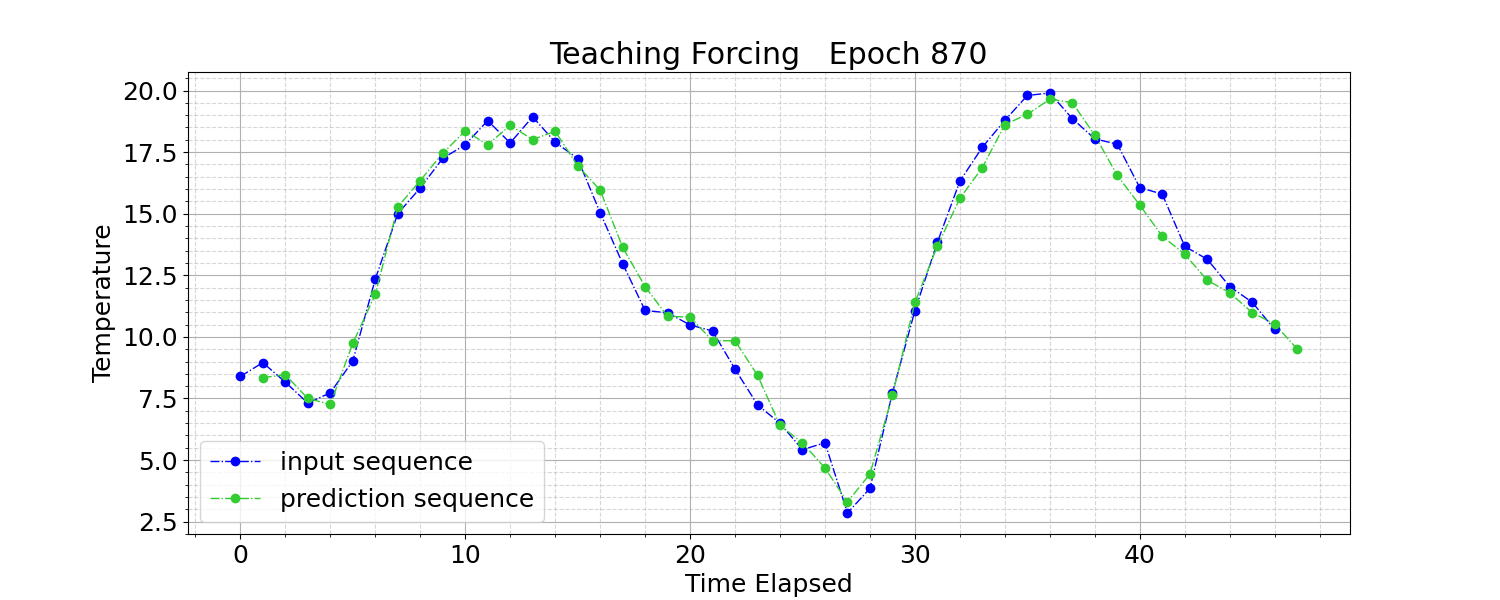 Teaching Forcing   Epoch 870
20.0
17.5
15.0
12.5
10.0
7.5
5.0
2.5
Temperature
input sequence
prediction sequence
0 10 20 30 40
Time Elapsed